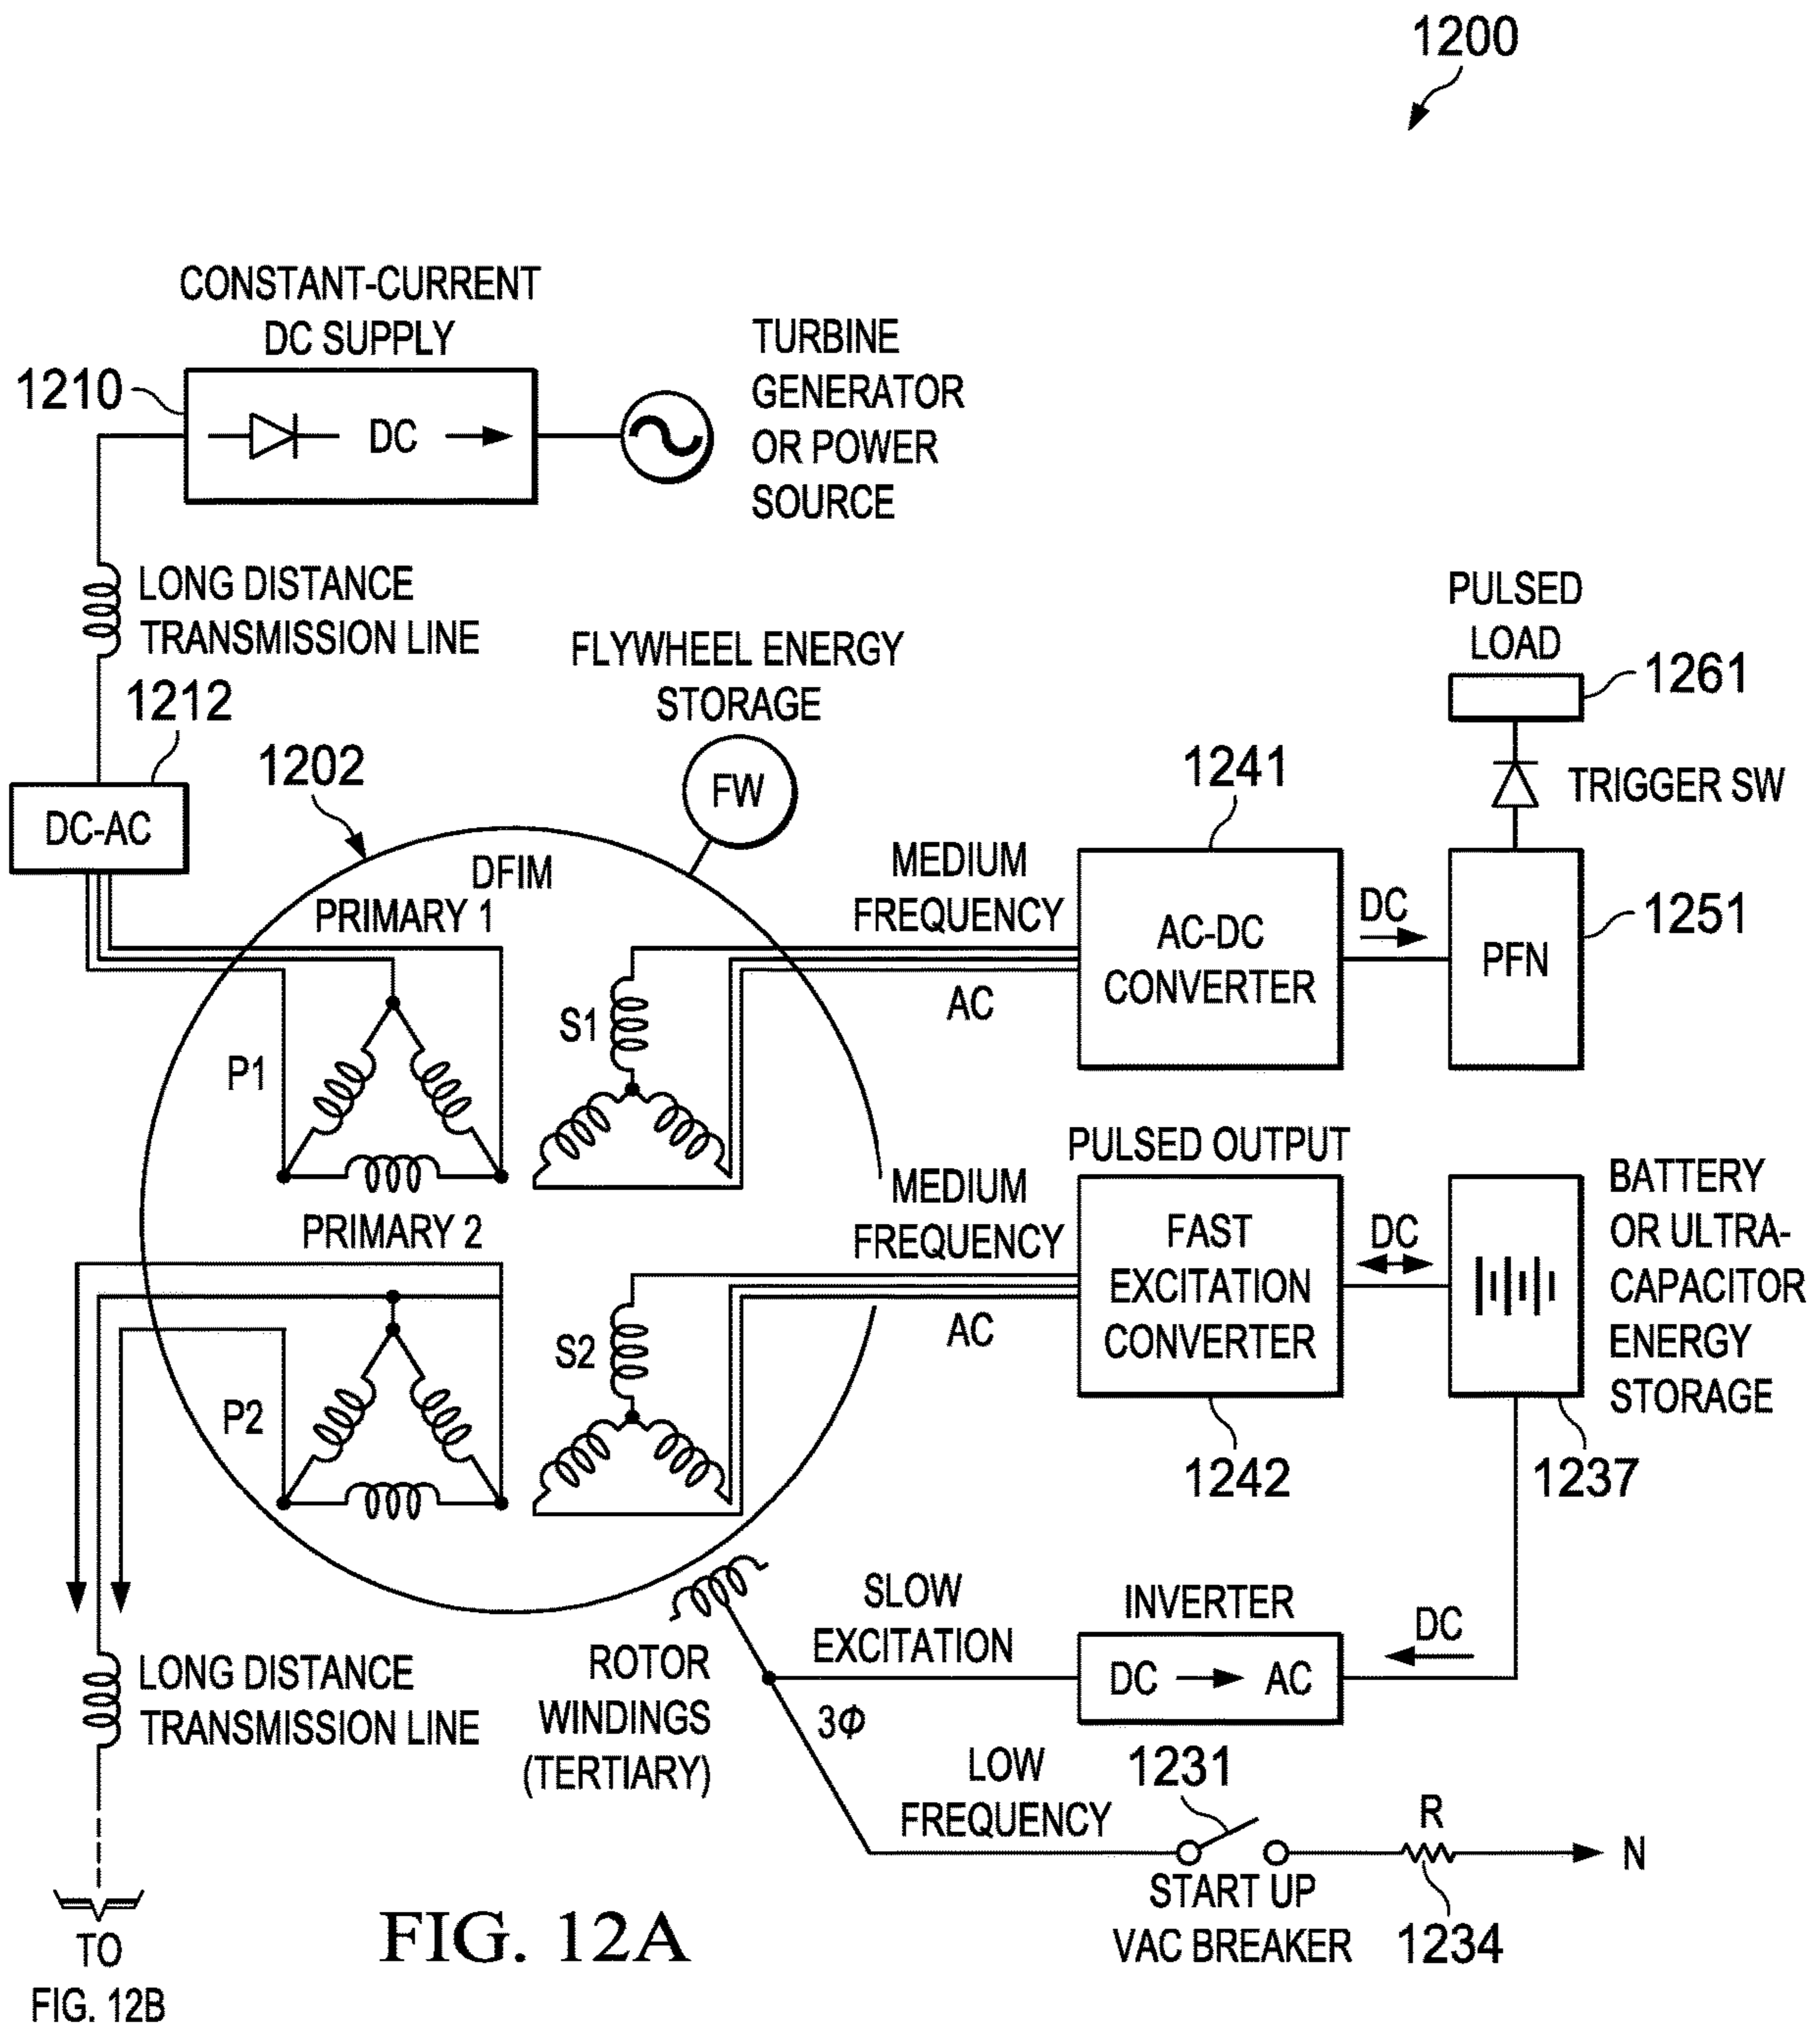 1200
CONSTANT-CURRENT
DC SUPPLY
1210
DC
TURBINE
GENERATOR
OR POWER
SOURCE
LONG DISTANCE
TRANSMISSION LINE
1212
DC-AC
FLYWHEEL ENERGY
STORAGE
FW
1202
DFIM
PRIMARY 1
P1
S1
MEDIUM
FREQUENCY
AC
1241
AC-DC
CONVERTER
DC
PULSED
LOAD
1261
TRIGGER SW
1251
PFN
PRIMARY 2
P2
S2
MEDIUM
FREQUENCY
AC
PULSED OUTPUT
FAST
EXCITATION
CONVERTER
1242
DC
BATTERY
OR ULTRA-
CAPACITOR
ENERGY
STORAGE
1237
LONG DISTANCE
TRANSMISSION LINE
ROTOR
WINDINGS
(TERTIARY)
SLOW
EXCITATION
3Φ
INVERTER
DC AC
DC
LOW
FREQUENCY
1231
START UP
VAC BREAKER
R
1234
N
TO
FIG. 12B
FIG. 12A